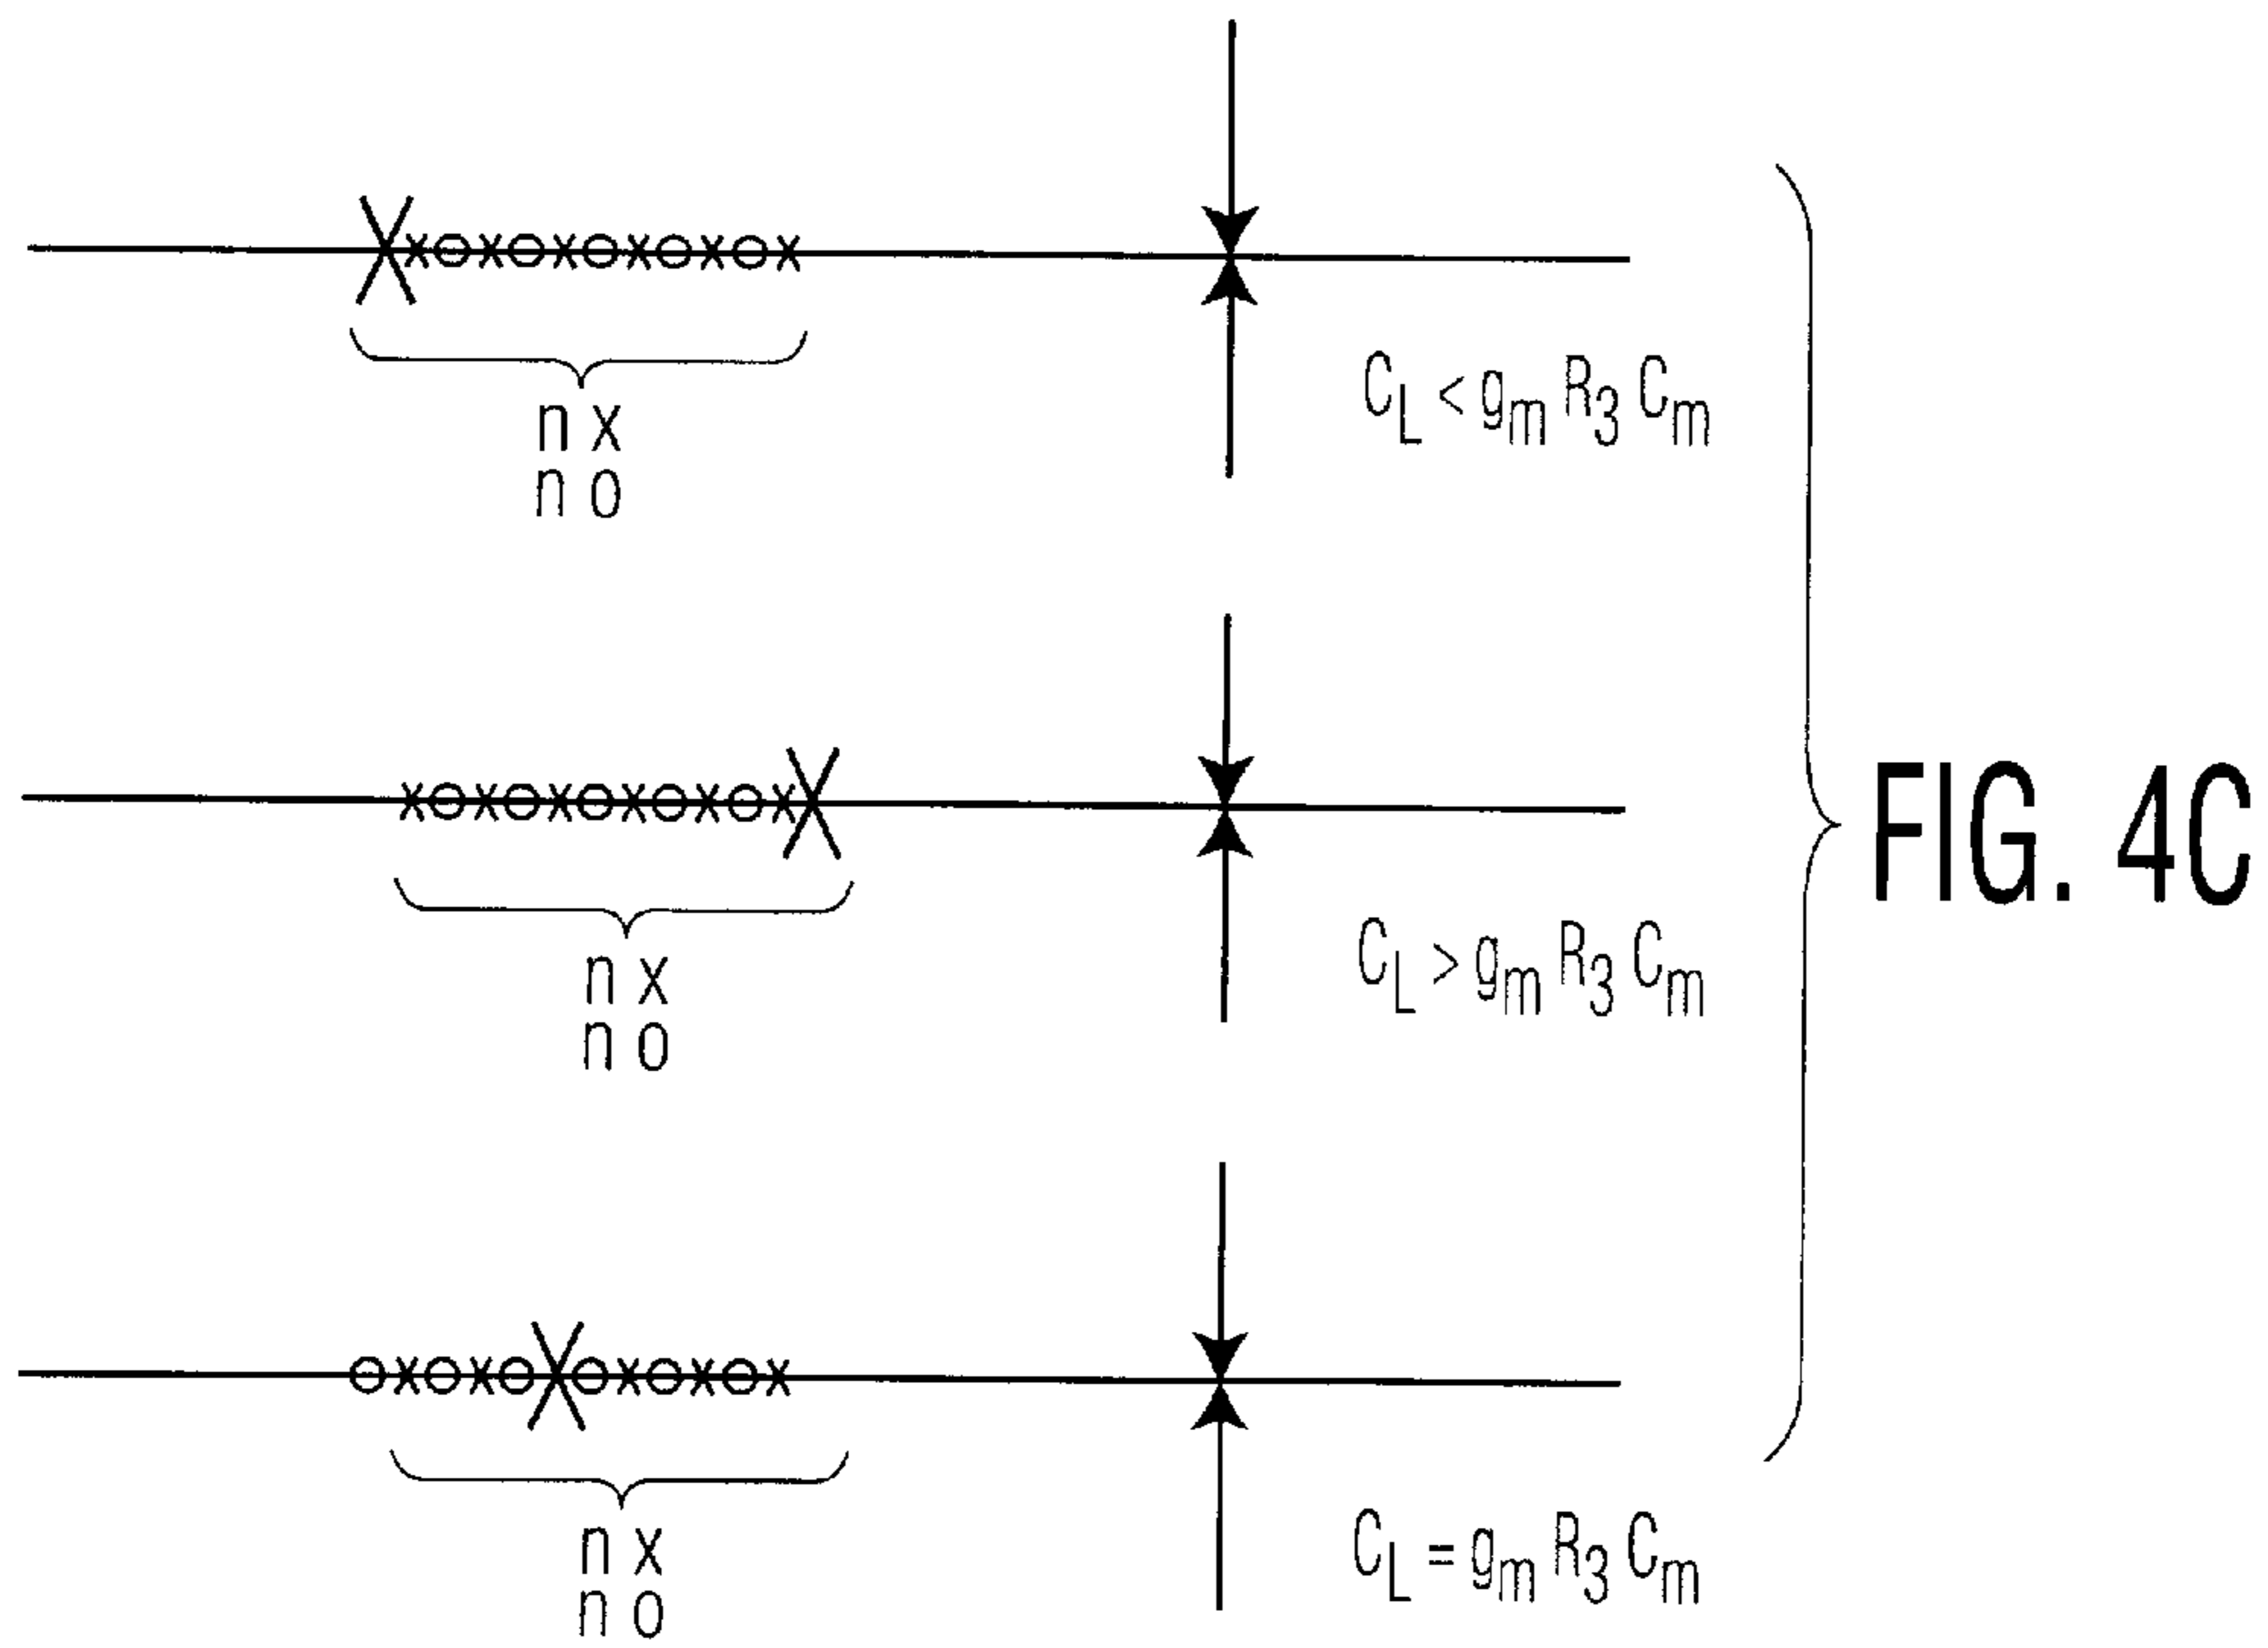 n x
n o
C_L < g_m R_3 C_m
n x
n o
C_L > g_m R_3 C_m
FIG. 4C
n x
n o
C_L = g_m R_3 C_m